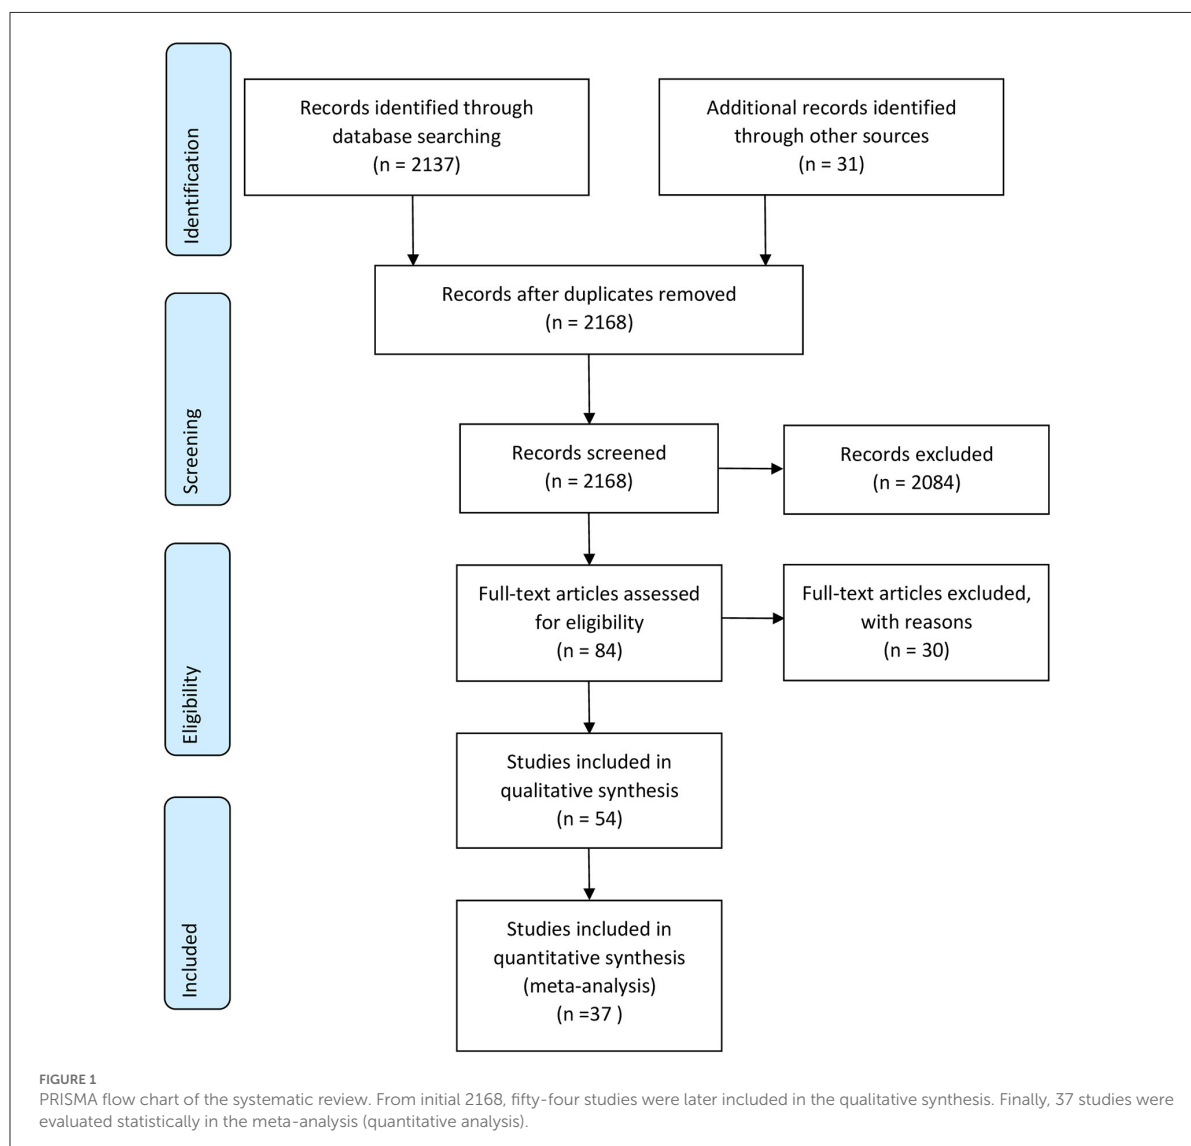 Identification
Records identified through
database searching
(n = 2137)
Additional records identified
through other sources
(n = 31)
Records after duplicates removed
(n = 2168)
Screening
Records screened
(n = 2168)
Records excluded
(n = 2084)
Eligibility
Full-text articles assessed
for eligibility
(n = 84)
Full-text articles excluded,
with reasons
(n = 30)
Studies included in
qualitative synthesis
(n = 54)
Included
Studies included in
quantitative synthesis
(meta-analysis)
(n =37 )
FIGURE 1
PRISMA flow chart of the systematic review. From initial 2168, fifty-four studies were later included in the qualitative synthesis. Finally, 37 studies were
evaluated statistically in the meta-analysis (quantitative analysis).